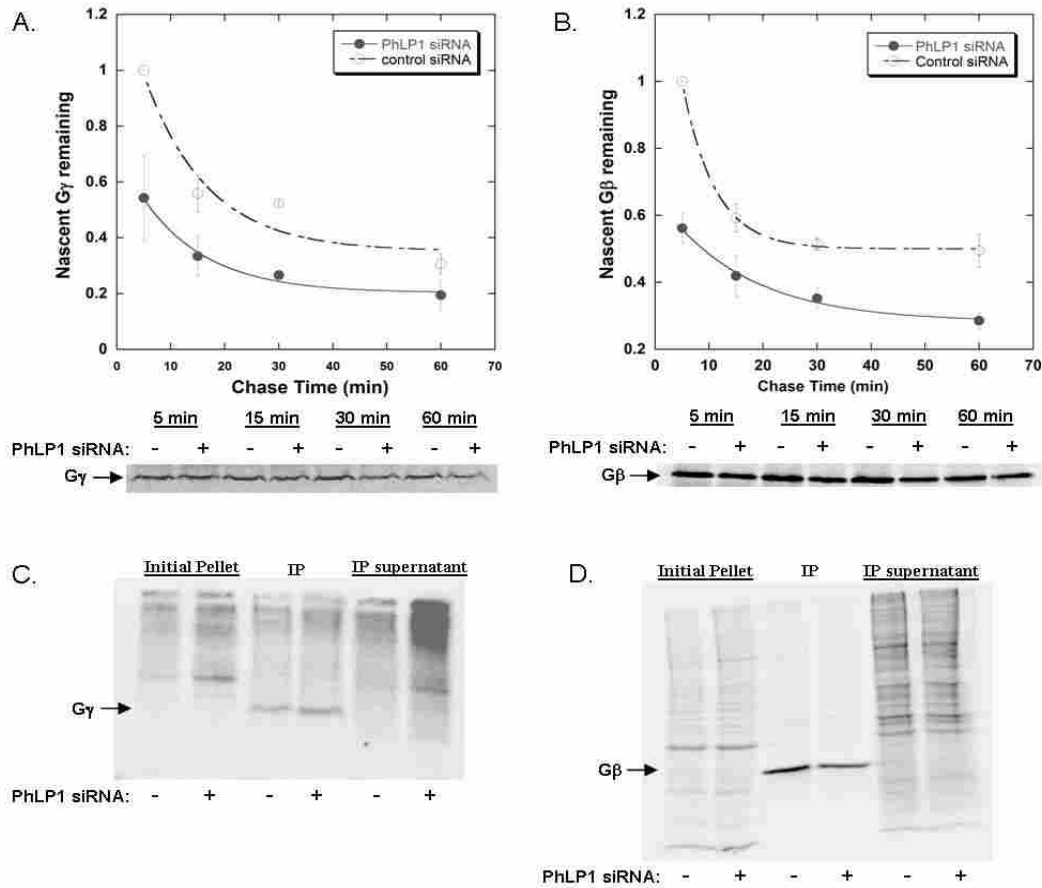 A.
1.2
1
0.8
0.6
0.4
0.2
0
Nascent Gγ remaining
PhLP1 siRNA
control siRNA
0 10 20 30 40 50 60 70
Chase Time (min)
5 min 15 min 30 min 60 min
PhLP1 siRNA: - + - + - + - +
Gγ
B.
1.2
1
0.8
0.6
0.4
0.2
Nascent Gβ remaining
PhLP1 siRNA
Control siRNA
0 10 20 30 40 50 60 70
Chase Time (min)
5 min 15 min 30 min 60 min
PhLP1 siRNA: - + - + - + - +
Gβ
C.
Initial Pellet IP IP supernatant
Gγ
PhLP1 siRNA: - + - + - +
D.
Initial Pellet IP IP supernatant
Gβ
PhLP1 siRNA: - + - + - +